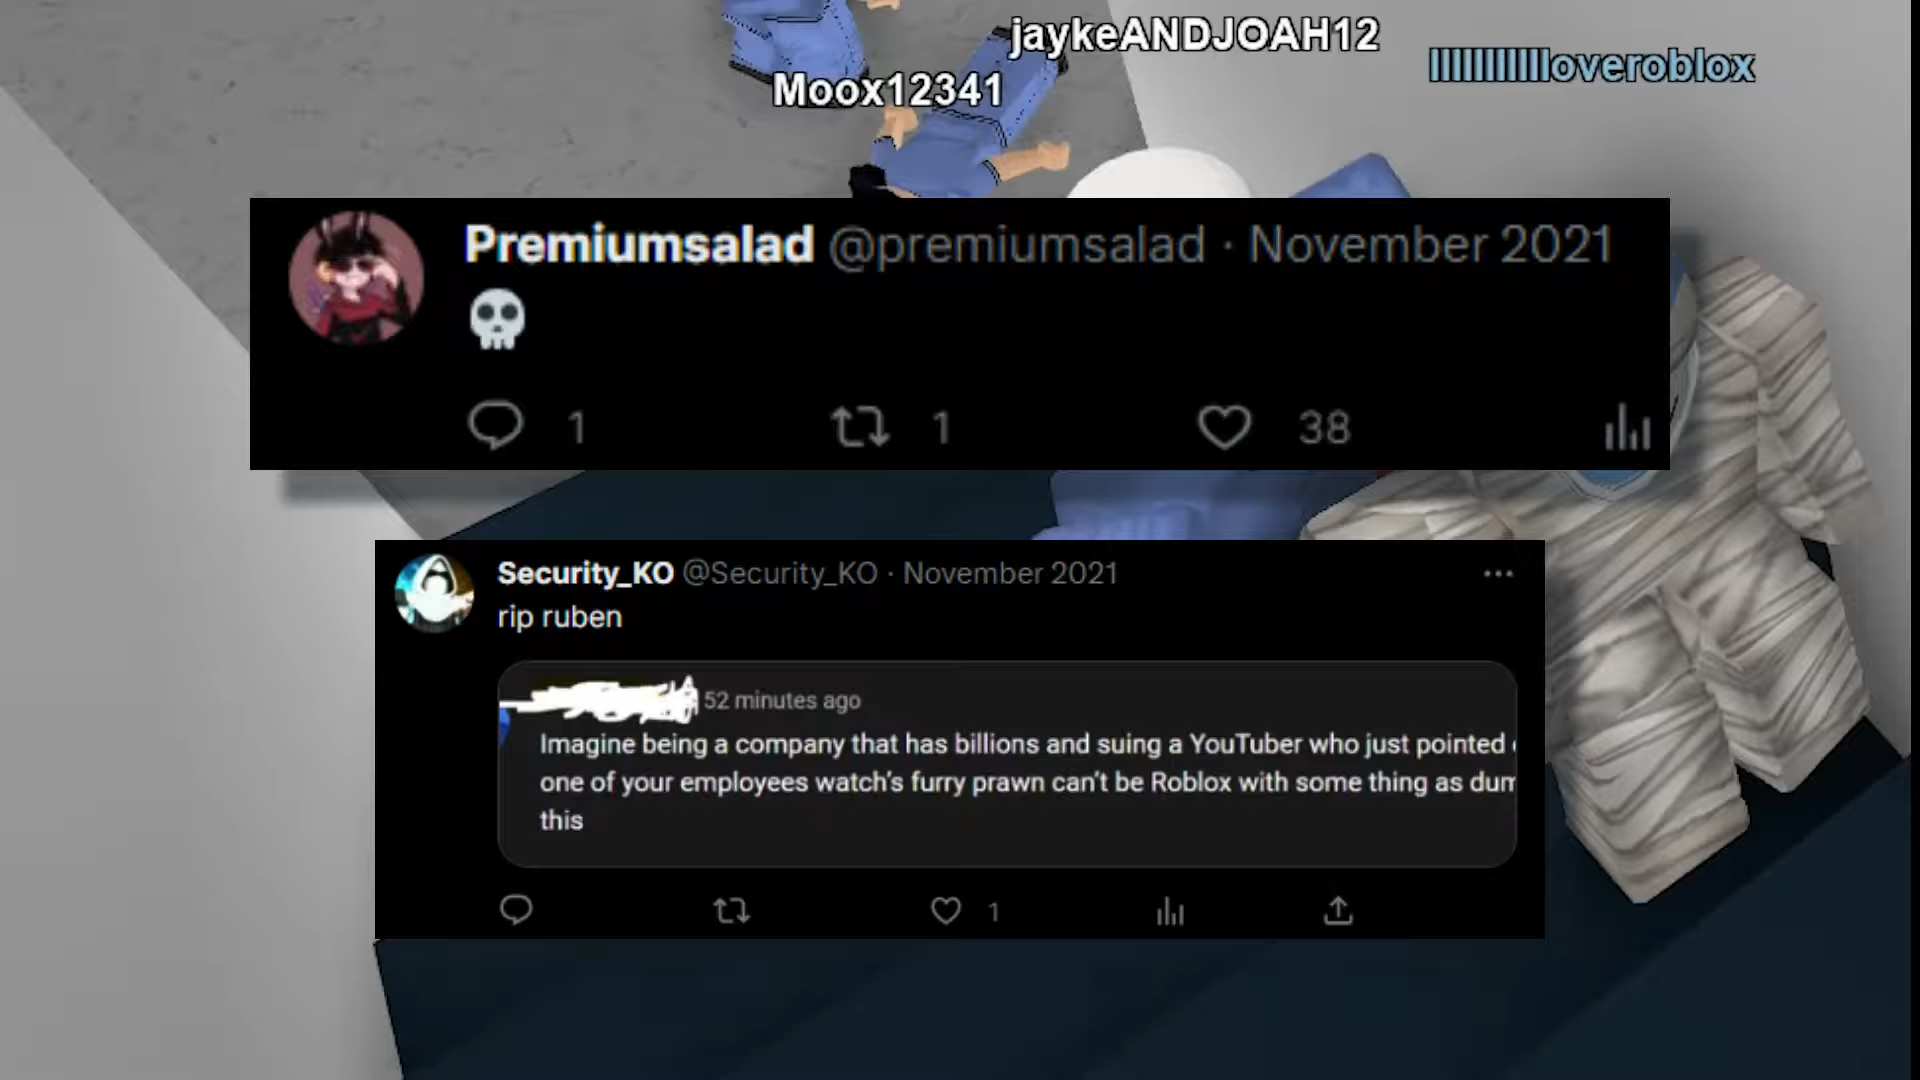 jaykeANDJOAH12
Moox12341
Premiumsalad @premiumsalad · November 2021
💀
1 1 38
Security_KO @Security_KO · November 2021
rip ruben
52 minutes ago
Imagine being a company that has billions and suing a YouTuber who just pointed
one of your employees watch's furry prawn can't be Roblox with some thing as dum
this
1